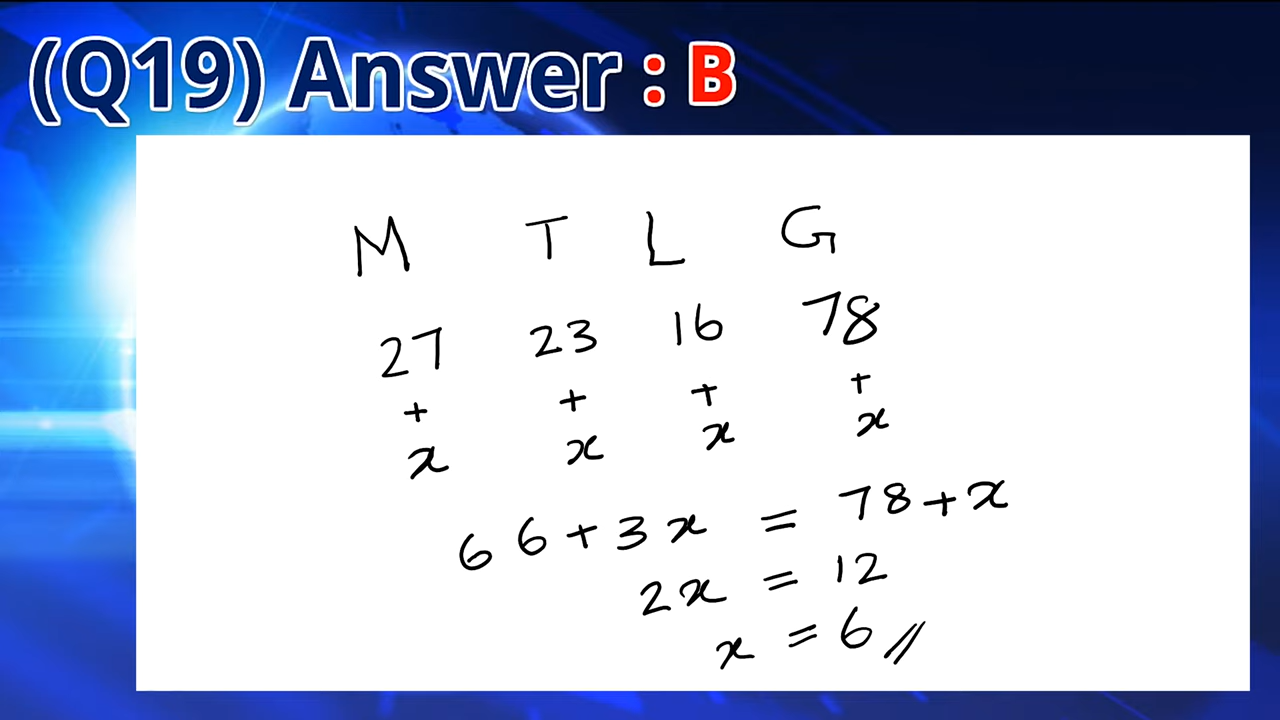 (Q19) Answer : B
M T L G
27 23 16 78
+ + + +
x x x x
66 + 3x = 78 + x
2x = 12
x = 6 //